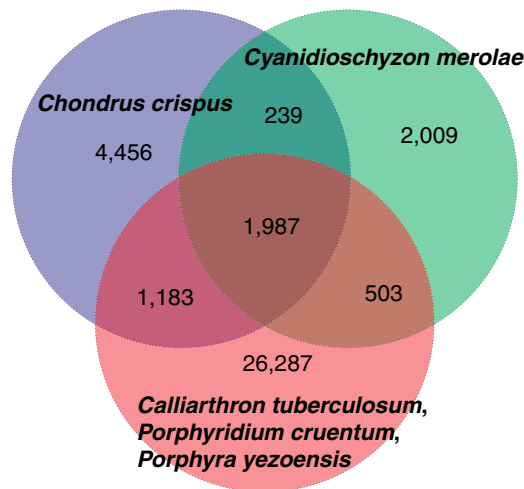 Cyanidioschyzon merolae
Chondrus crispus
239
4,456
2,009
1,987
1,183
503
26,287
Calliarthron tuberculosum,
Porphyridium cruentum,
Porphyra yezoensis